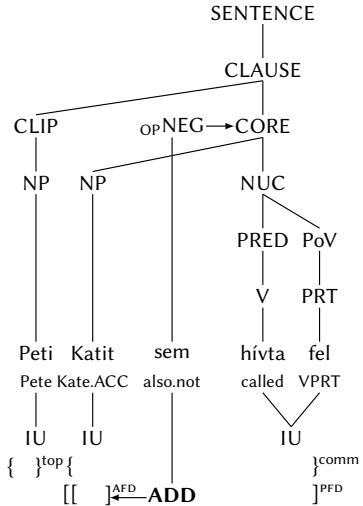 SENTENCE
CLAUSE
CLIP OPNEG CORE
NP NP NUC
PRED PoV
V PRT
Peti Katit sem hívta fel
Pete Kate.ACC also.not called VPRT
IU IU IU
{ }top { }comm
[[ ]AFD ADD ]PFD